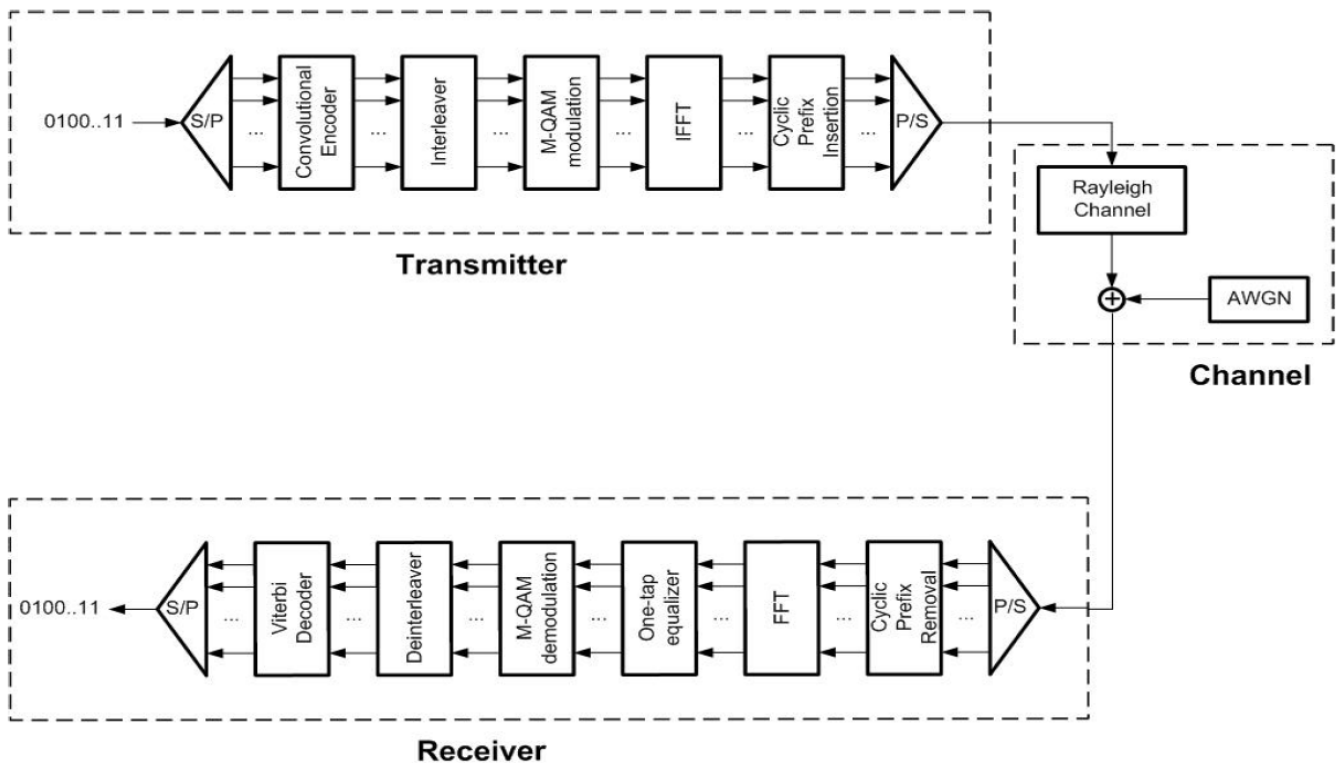 0100..11
S/P
...
Convolutional
Encoder
...
Interleaver
...
M-QAM
modulation
...
IFFT
...
Cyclic
Prefix
Insertion
...
P/S
Transmitter
Rayleigh
Channel
+
AWGN
Channel
0100..11
S/P
...
Viterbi
Decoder
...
Deinterleaver
...
M-QAM
demodulation
...
One-tap
equalizer
...
FFT
...
Cyclic
Prefix
Removal
...
P/S
Receiver